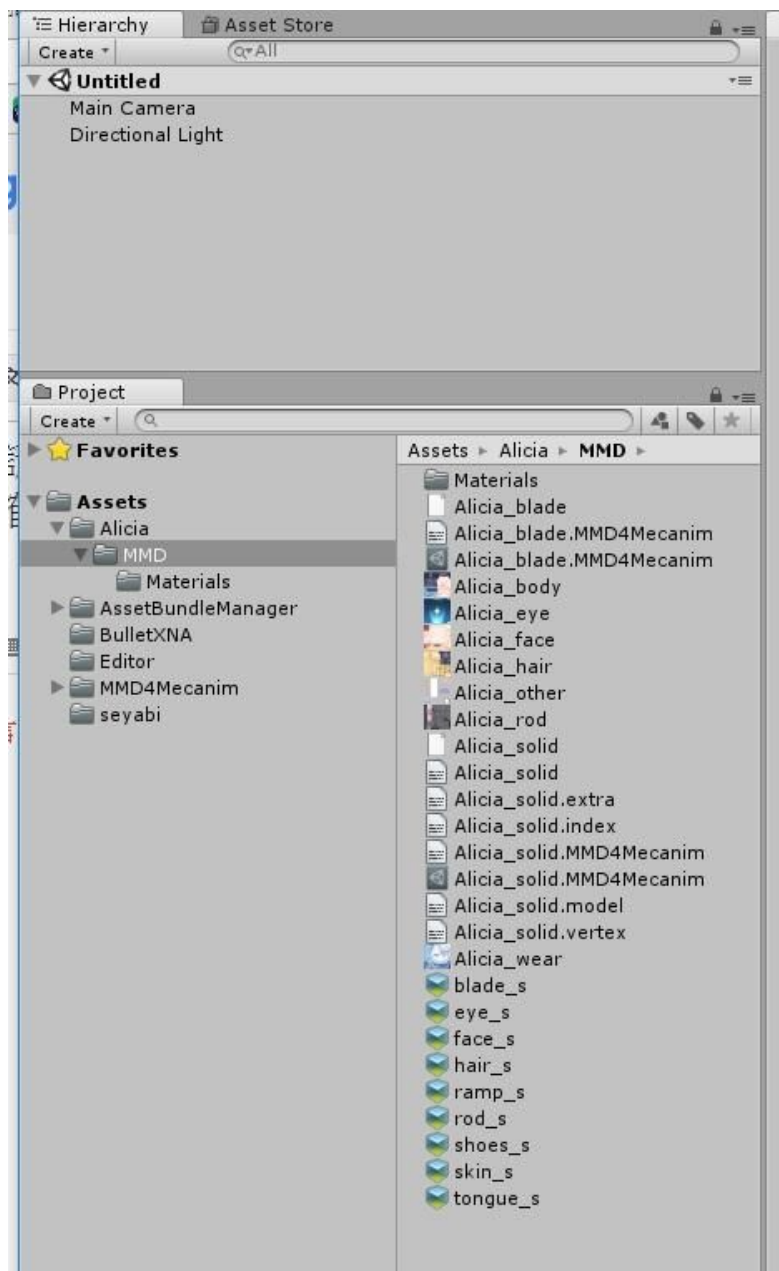 Hierarchy Asset Store
Create All
Untitled
Main Camera
Directional Light
Project
Create
Favorites
Assets
Alicia
MMD
Materials
AssetBundleManager
BulletXNA
Editor
MMD4Mecanim
seyabi
Assets Alicia MMD
Materials
Alicia_blade
Alicia_blade.MMD4Mecanim
Alicia_blade.MMD4Mecanim
Alicia_body
Alicia_eye
Alicia_face
Alicia_hair
Alicia_other
Alicia_rod
Alicia_solid
Alicia_solid
Alicia_solid.extra
Alicia_solid.index
Alicia_solid.MMD4Mecanim
Alicia_solid.MMD4Mecanim
Alicia_solid.model
Alicia_solid.vertex
Alicia_wear
blade_s
eye_s
face_s
hair_s
ramp_s
rod_s
shoes_s
skin_s
tongue_s